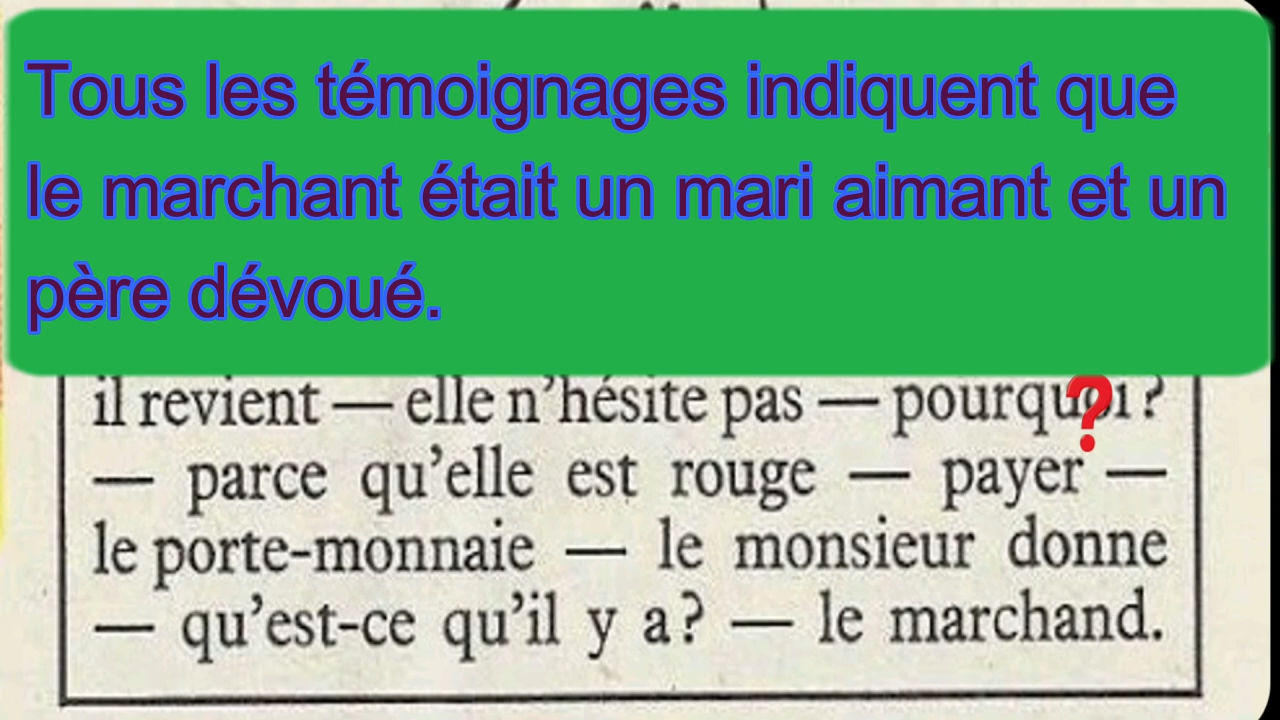 Tous les témoignages indiquent que
le marchant était un mari aimant et un
père dévoué.
il revient — elle n'hésite pas — pourquoi ?
❓
— parce qu'elle est rouge — payer —
le porte-monnaie — le monsieur donne
— qu'est-ce qu'il y a? — le marchand.